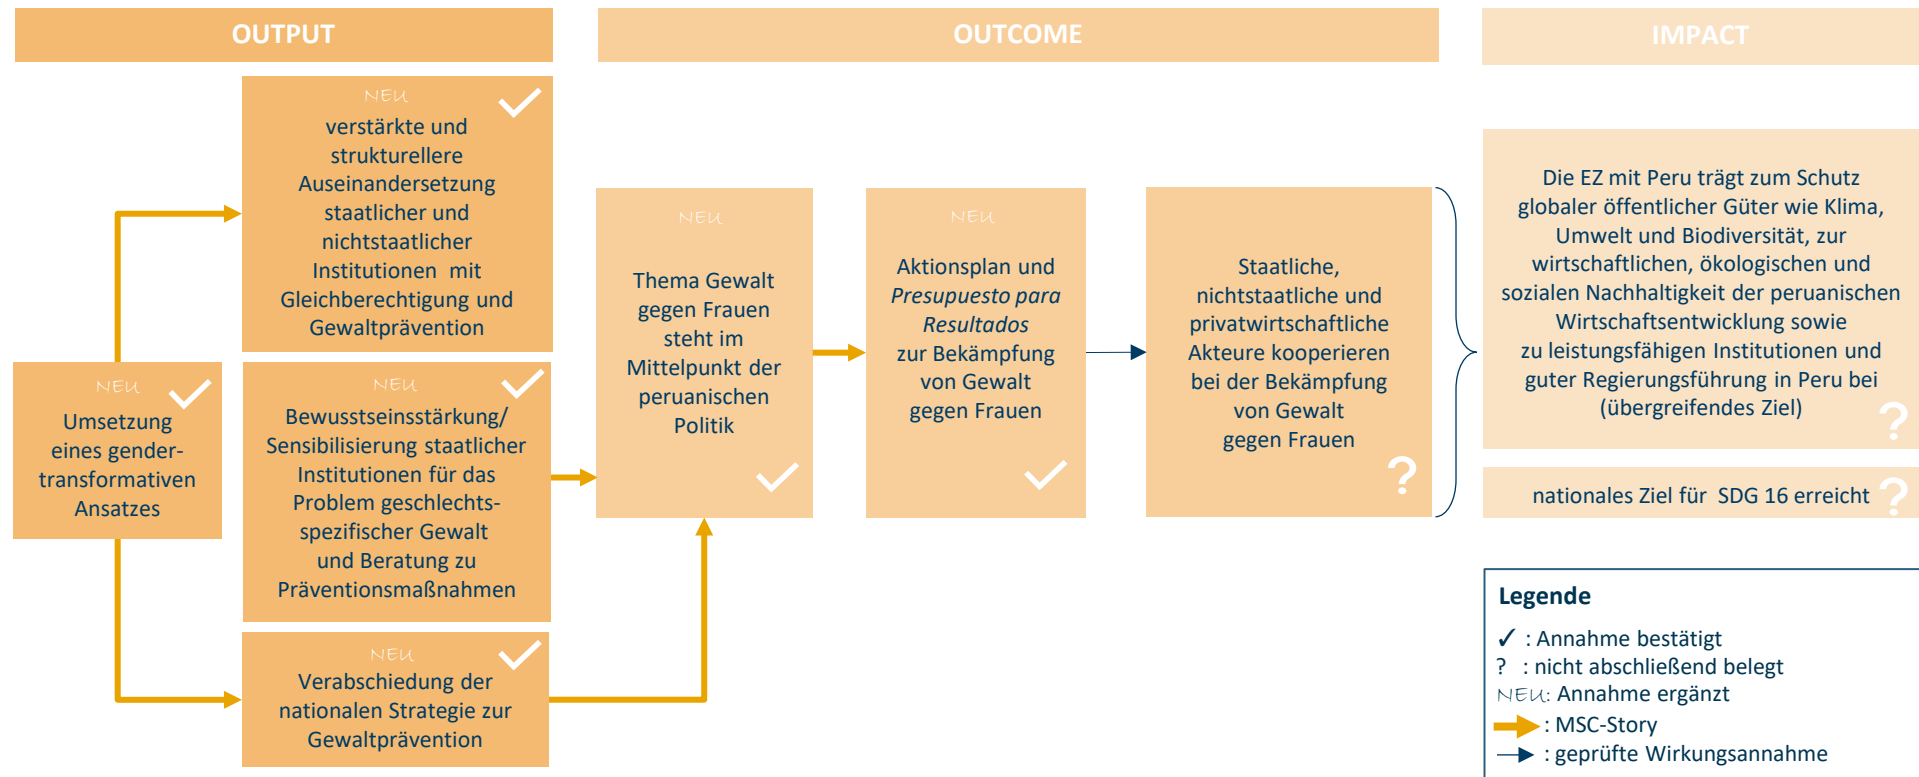 OUTPUT
OUTCOME
IMPACT
NEU
verstärkte und
strukturellere
Auseinandersetzung
staatlicher und
nichtstaatlicher
Institutionen mit
Gleichberechtigung und
Gewaltprävention
NEU
Umsetzung
eines gender-
transformativen
Ansatzes
NEU
Bewusstseinsstärkung/
Sensibilisierung staatlicher
Institutionen für das
Problem geschlechts-
spezifischer Gewalt
und Beratung zu
Präventionsmaßnahmen
NEU
Verabschiedung der
nationalen Strategie zur
Gewaltprävention
NEU
Thema Gewalt
gegen Frauen
steht im
Mittelpunkt der
peruanischen
Politik
NEU
Aktionsplan und
Presupuesto para
Resultados
zur Bekämpfung
von Gewalt
gegen Frauen
Staatliche,
nichtstaatliche und
privatwirtschaftliche
Akteure kooperieren
bei der Bekämpfung
von Gewalt
gegen Frauen
?
Die EZ mit Peru trägt zum Schutz
globaler öffentlicher Güter wie Klima,
Umwelt und Biodiversität, zur
wirtschaftlichen, ökologischen und
sozialen Nachhaltigkeit der peruanischen
Wirtschaftsentwicklung sowie
zu leistungsfähigen Institutionen und
guter Regierungsführung in Peru bei
(übergreifendes Ziel)
?
nationales Ziel für SDG 16 erreicht ?
Legende
✓ : Annahme bestätigt
? : nicht abschließend belegt
NEU: Annahme ergänzt
: MSC-Story
: geprüfte Wirkungsannahme